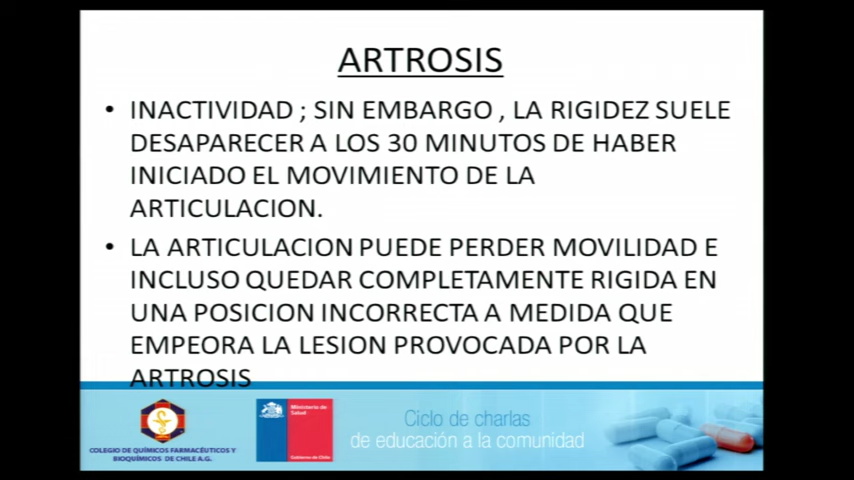 ARTROSIS
• INACTIVIDAD ; SIN EMBARGO , LA RIGIDEZ SUELE
DESAPARECER A LOS 30 MINUTOS DE HABER
INICIADO EL MOVIMIENTO DE LA
ARTICULACION.
• LA ARTICULACION PUEDE PERDER MOVILIDAD E
INCLUSO QUEDAR COMPLETAMENTE RIGIDA EN
UNA POSICION INCORRECTA A MEDIDA QUE
EMPEORA LA LESION PROVOCADA POR LA
ARTROSIS
COLEGIO DE QUÍMICOS FARMACÉUTICOS Y
BIOQUÍMICOS DE CHILE A.G.
Ministerio de
Salud
Gobierno de Chile
Ciclo de charlas
de educación a la comunidad